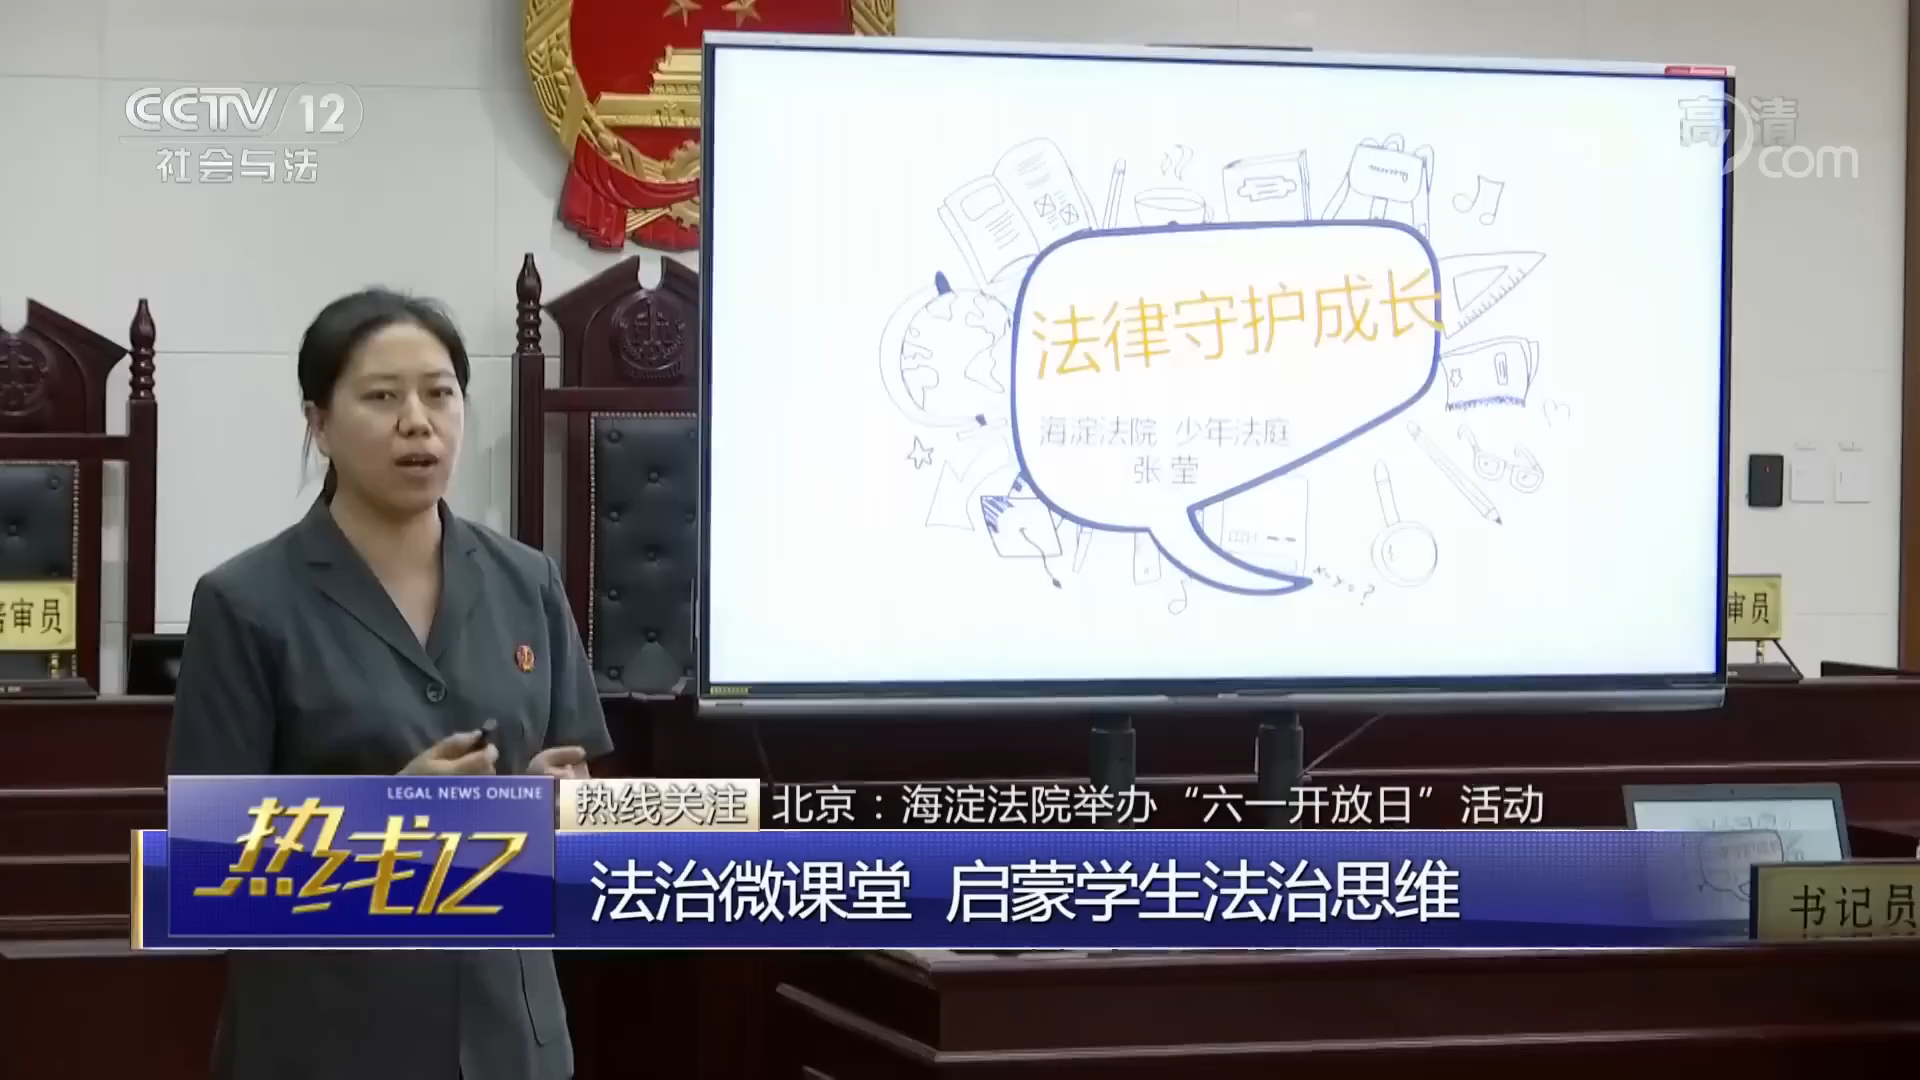 CCTV 12
社会与法
高清
com
法律守护成长
海淀法院 少年法庭
张莹
x-y=?
审员
审员
LEGAL NEWS ONLINE
热线12
热线关注 北京：海淀法院举办“六一开放日”活动
法治微课堂 启蒙学生法治思维
书记员